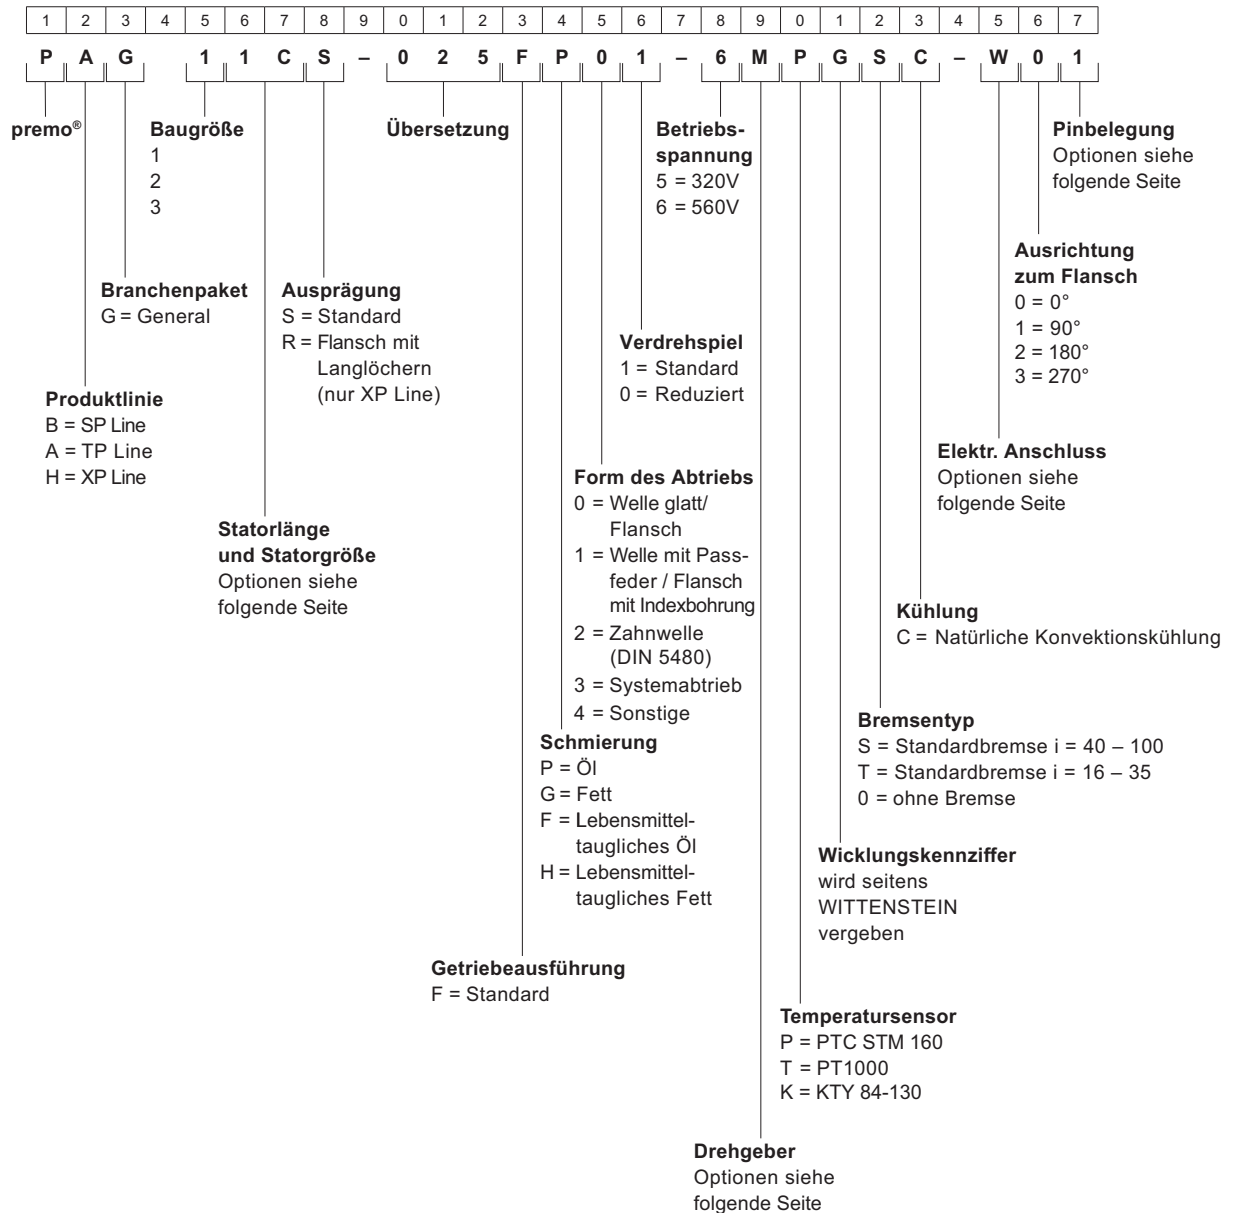 1 2 3 4 5 6 7 8 9 0 1 2 3 4 5 6 7 8 9 0 1 2 3 4 5 6 7
P A G 1 1 C S – 0 2 5 F P 0 1 – 6 M P G S C – W 0 1
premo®
Baugröße
1
2
3
Übersetzung
Betriebs-
spannung
5 = 320V
6 = 560V
Pinbelegung
Optionen siehe
folgende Seite
Ausrichtung
zum Flansch
0 = 0°
1 = 90°
2 = 180°
3 = 270°
Branchenpaket
G = General
Ausprägung
S = Standard
R = Flansch mit
Langlöchern
(nur XP Line)
Verdrehspiel
1 = Standard
0 = Reduziert
Produktlinie
B = SP Line
A = TP Line
H = XP Line
Elektr. Anschluss
Optionen siehe
folgende Seite
Form des Abtriebs
0 = Welle glatt/
Flansch
1 = Welle mit Pass-
feder / Flansch
mit Indexbohrung
2 = Zahnwelle
(DIN 5480)
3 = Systemabtrieb
4 = Sonstige
Statorlänge
und Statorgröße
Optionen siehe
folgende Seite
Kühlung
C = Natürliche Konvektionskühlung
Bremsentyp
S = Standardbremse i = 40 – 100
T = Standardbremse i = 16 – 35
0 = ohne Bremse
Schmierung
P = Öl
G = Fett
F = Lebensmittel-
taugliches Öl
H = Lebensmittel-
taugliches Fett
Wicklungskennziffer
wird seitens
WITTENSTEIN
vergeben
Getriebeausführung
F = Standard
Temperatursensor
P = PTC STM 160
T = PT1000
K = KTY 84-130
Drehgeber
Optionen siehe
folgende Seite